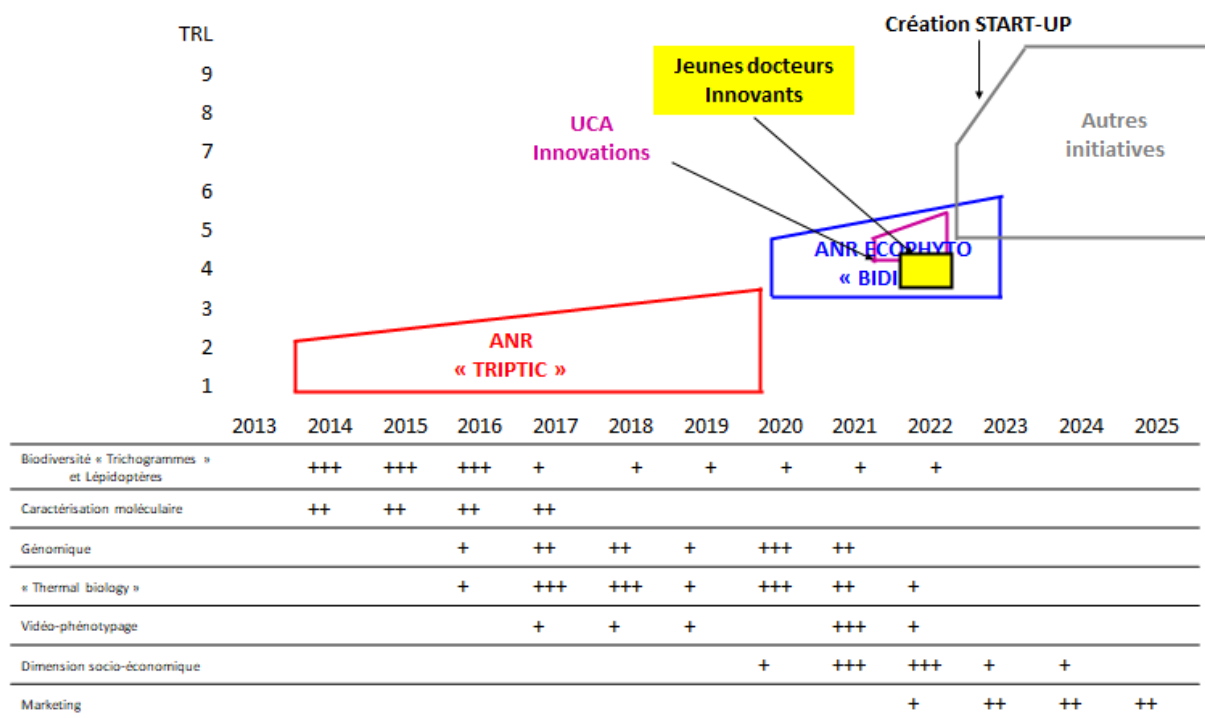 Création START-UP
TRL
9
8
7
6
5
4
3
2
1
Jeunes docteurs
Innovants
UCA
Innovations
Autres
initiatives
ANR ECOPHYTO
« BIDI
ANR
« TRIPTIC »
2013 2014 2015 2016 2017 2018 2019 2020 2021 2022 2023 2024 2025
Biodiversité « Trichogrammes »
et Lépidoptères
+++ +++ +++ + + + + + +
Caractérisation moléculaire ++ ++ ++ ++
Génomique + ++ ++ + +++ ++
« Thermal biology » + +++ +++ + +++ ++ +
Vidéo-phénotypage + + + +++ +
Dimension socio-économique + +++ +++ + +
Marketing + ++ ++ ++